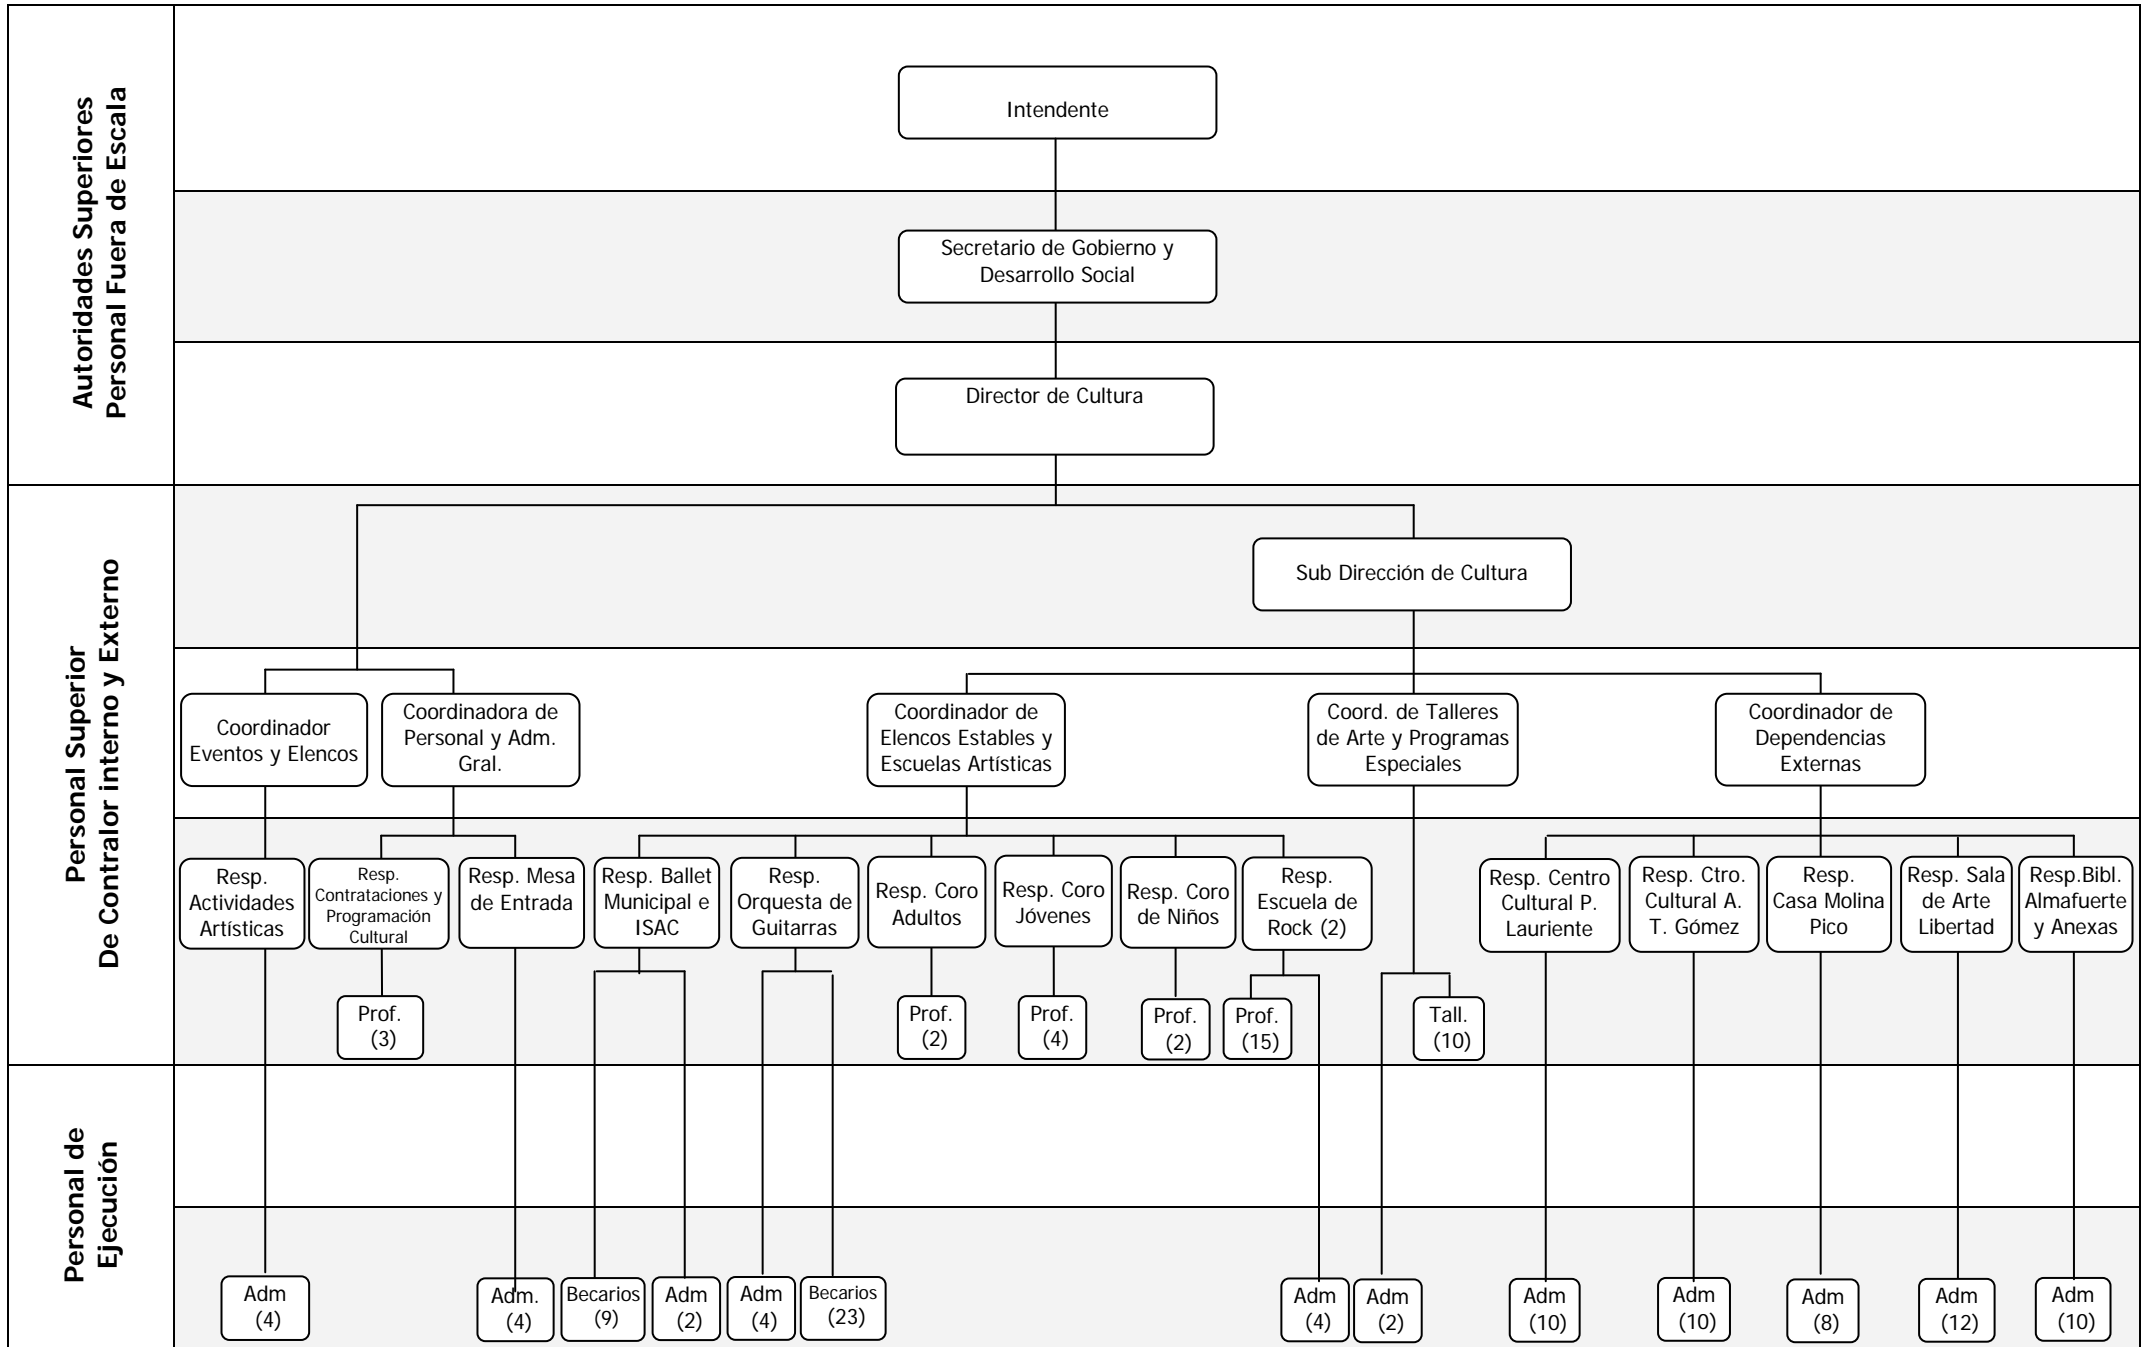 Autoridades Superiores
Personal Fuera de Escala
Intendente
Secretario de Gobierno y
Desarrollo Social
Director de Cultura
Personal Superior
De Contralor interno y Externo
Sub Dirección de Cultura
Coordinador
Eventos y Elencos
Coordinadora de
Personal y Adm.
Gral.
Coordinador de
Elencos Estables y
Escuelas Artísticas
Coord. de Talleres
de Arte y Programas
Especiales
Coordinador de
Dependencias
Externas
Resp.
Actividades
Artísticas
Resp.
Contrataciones y
Programación
Cultural
Resp. Mesa
de Entrada
Resp. Ballet
Municipal e
ISAC
Resp.
Orquesta de
Guitarras
Resp. Coro
Adultos
Resp. Coro
Jóvenes
Resp. Coro
de Niños
Resp.
Escuela de
Rock (2)
Resp. Centro
Cultural P.
Lauriente
Resp. Ctro.
Cultural A.
T. Gómez
Resp.
Casa Molina
Pico
Resp. Sala
de Arte
Libertad
Resp.Bibl.
Almafuerte
y Anexas
Prof.
(3)
Prof.
(2)
Prof.
(4)
Prof.
(2)
Prof.
(15)
Tall.
(10)
Personal de
Ejecución
Adm
(4)
Adm.
(4)
Becarios
(9)
Adm
(2)
Adm
(4)
Becarios
(23)
Adm
(4)
Adm
(2)
Adm
(10)
Adm
(10)
Adm
(8)
Adm
(12)
Adm
(10)